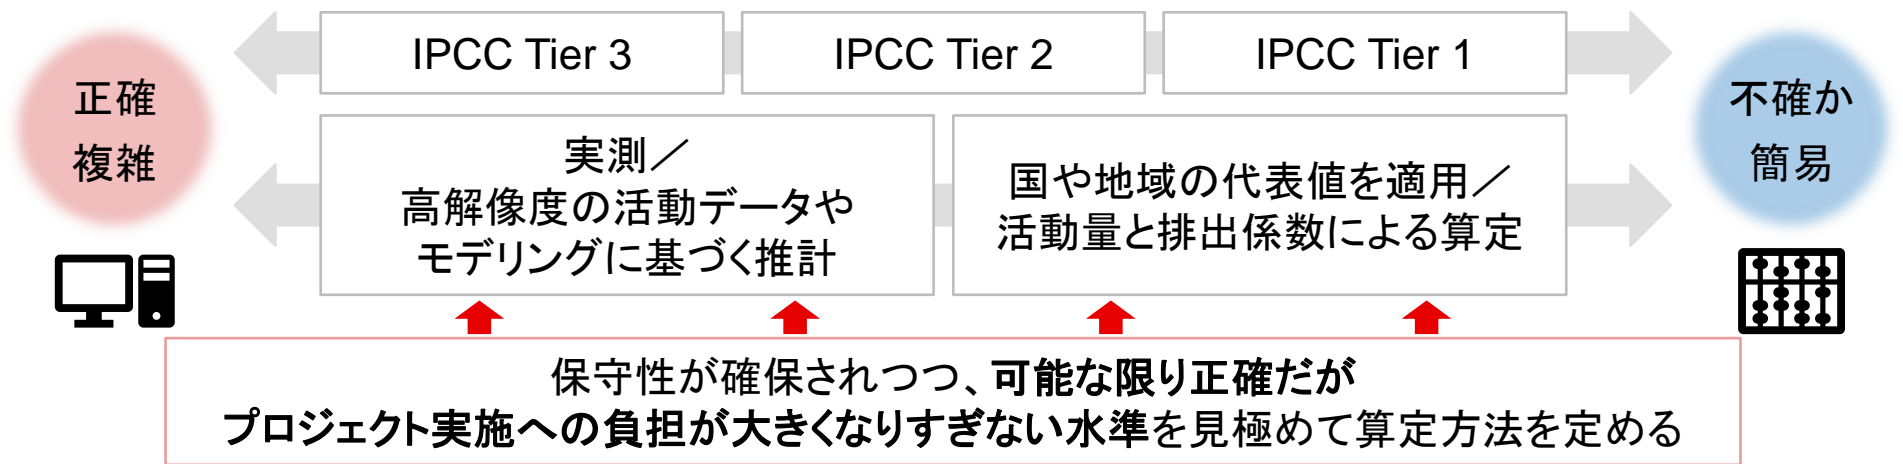 IPCC Tier 3
IPCC Tier 2
IPCC Tier 1
正確
複雑
不確か
簡易
実測／
高解像度の活動データや
モデリングに基づく推計
国や地域の代表値を適用／
活動量と排出係数による算定
保守性が確保されつつ、可能な限り正確だが
プロジェクト実施への負担が大きくなりすぎない水準を見極めて算定方法を定める